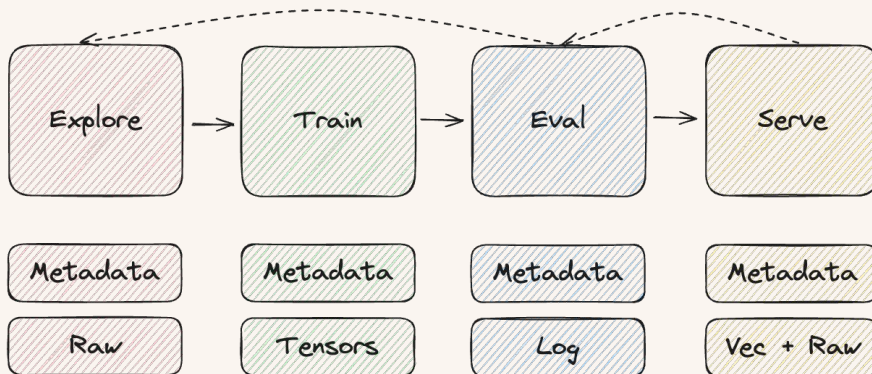 Explore
Train
Eval
Serve
Metadata
Metadata
Metadata
Metadata
Raw
Tensors
Log
Vec + Raw